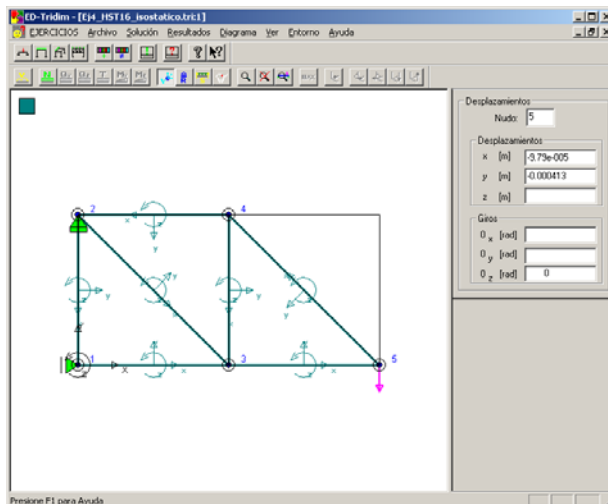 ED-Tridim - [Ej4_HST16_isostatico.tri:1]
EJERCICIOS Archivo Solución Resultados Diagrama Ver Entorno Ayuda
Desplazamientos
Nudo: 5
Desplazamientos
x [m] -9.79e-005
y [m] -0.000413
z [m]
Giros
θ x [rad]
θ y [rad]
θ z [rad] 0
2 4
x y
y y y
x x
1 X x 3 x 5
Presione F1 para Ayuda